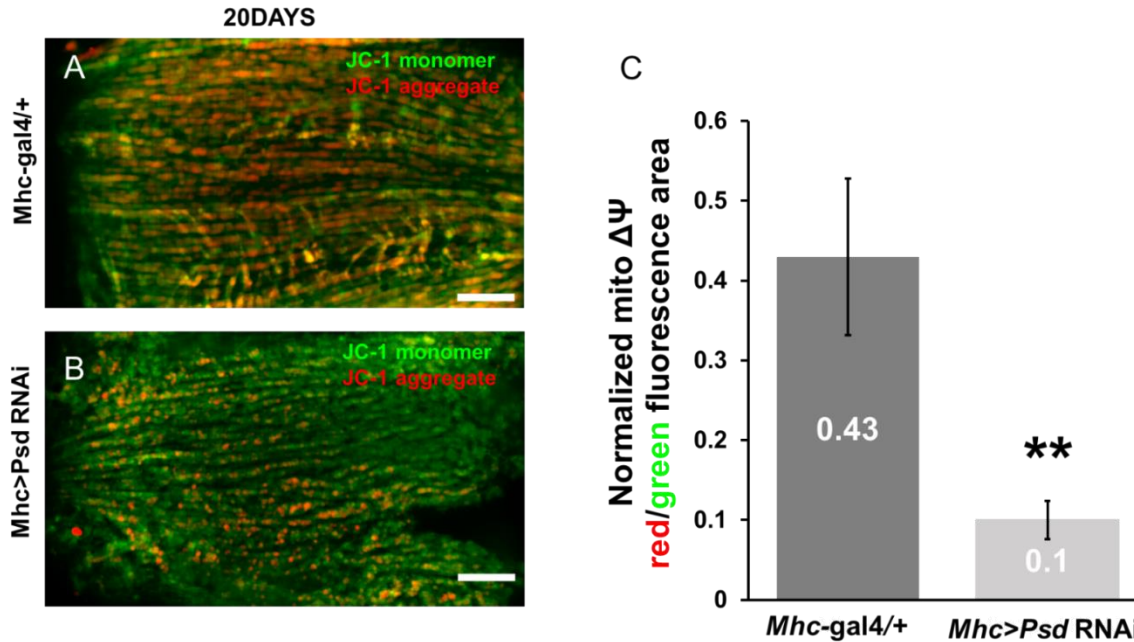 20DAYS
Mhc-gal4/+
A
JC-1 monomer
JC-1 aggregate
Mhc>Psd RNAi
B
JC-1 monomer
JC-1 aggregate
C
Normalized mito ΔΨ
red/green fluorescence area
0.6
0.5
0.4
0.3
0.2
0.1
0
0.43
**
0.1
Mhc-gal4/+
Mhc>Psd RNAi